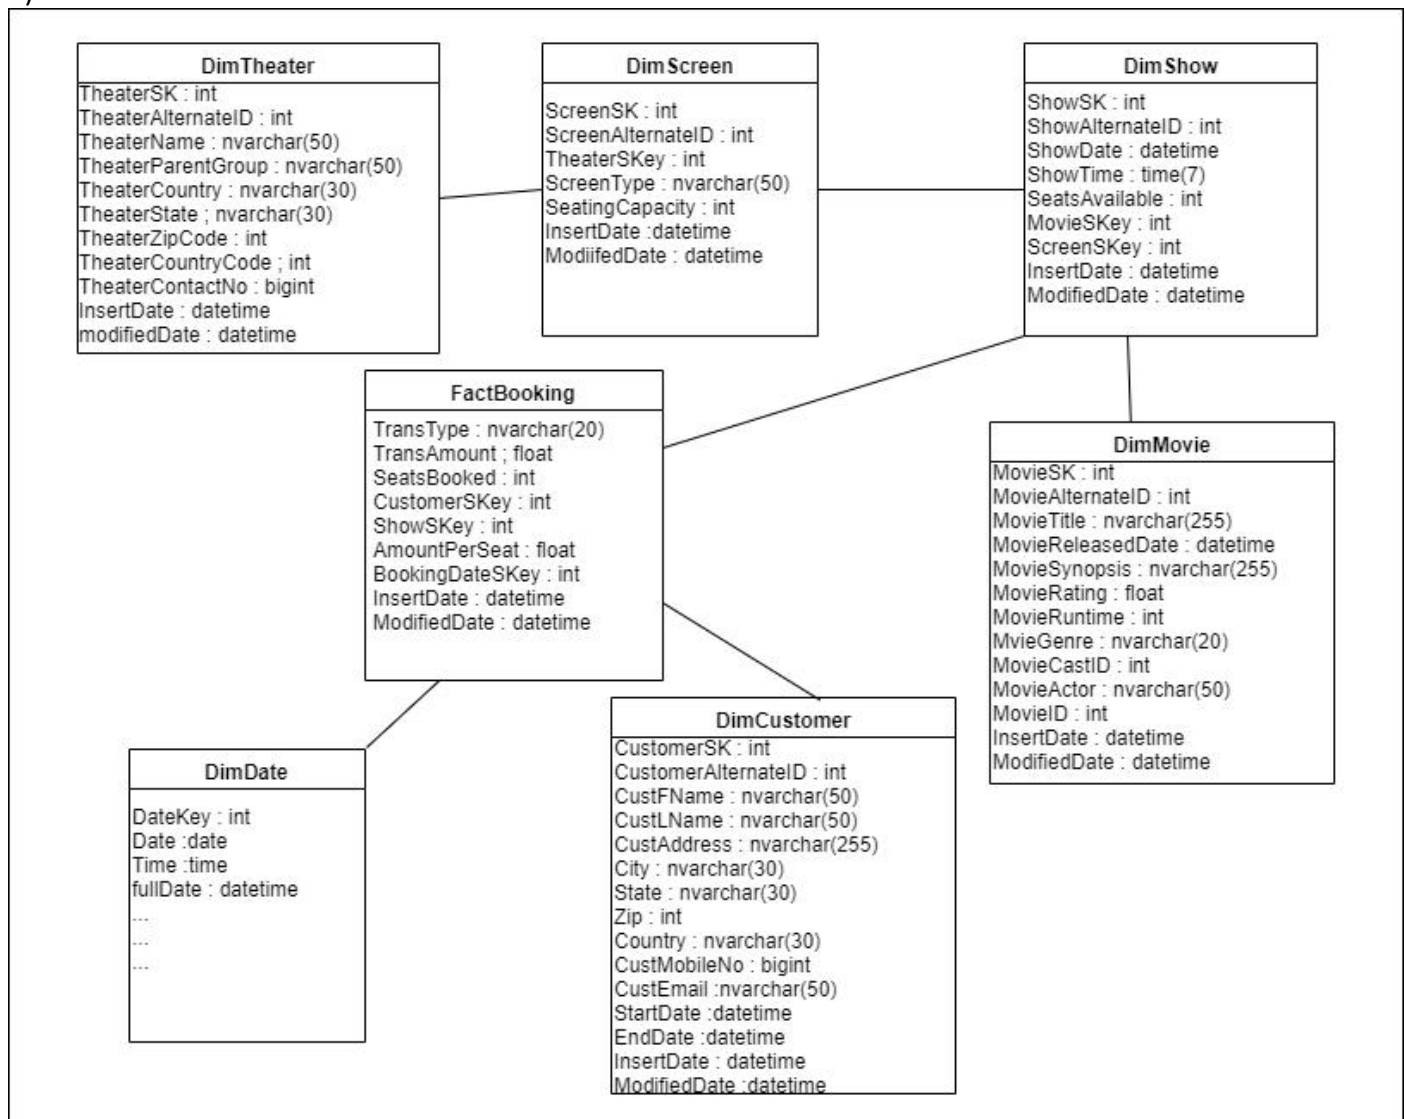 DimTheater
TheaterSK : int
TheaterAlternateID : int
TheaterName : nvarchar(50)
TheaterParentGroup : nvarchar(50)
TheaterCountry : nvarchar(30)
TheaterState ; nvarchar(30)
TheaterZipCode : int
TheaterCountryCode ; int
TheaterContactNo : bigint
InsertDate : datetime
modifiedDate : datetime
DimScreen
ScreenSK : int
ScreenAlternateID : int
TheaterSKey : int
ScreenType : nvarchar(50)
SeatingCapacity : int
InsertDate :datetime
ModiifedDate : datetime
DimShow
ShowSK : int
ShowAlternateID : int
ShowDate : datetime
ShowTime : time(7)
SeatsAvailable : int
MovieSKey : int
ScreenSKey : int
InsertDate : datetime
ModifiedDate : datetime
FactBooking
TransType : nvarchar(20)
TransAmount ; float
SeatsBooked : int
CustomerSKey : int
ShowSKey : int
AmountPerSeat : float
BookingDateSKey : int
InsertDate : datetime
ModifiedDate : datetime
DimMovie
MovieSK : int
MovieAlternateID : int
MovieTitle : nvarchar(255)
MovieReleasedDate : datetime
MovieSynopsis : nvarchar(255)
MovieRating : float
MovieRuntime : int
MvieGenre : nvarchar(20)
MovieCastID : int
MovieActor : nvarchar(50)
MovieID : int
InsertDate : datetime
ModifiedDate : datetime
DimDate
DateKey : int
Date :date
Time :time
fullDate : datetime
...
...
...
DimCustomer
CustomerSK : int
CustomerAlternateID : int
CustFName : nvarchar(50)
CustLName : nvarchar(50)
CustAddress : nvarchar(255)
City : nvarchar(30)
State : nvarchar(30)
Zip : int
Country : nvarchar(30)
CustMobileNo : bigint
CustEmail :nvarchar(50)
StartDate :datetime
EndDate :datetime
InsertDate : datetime
ModifiedDate :datetime